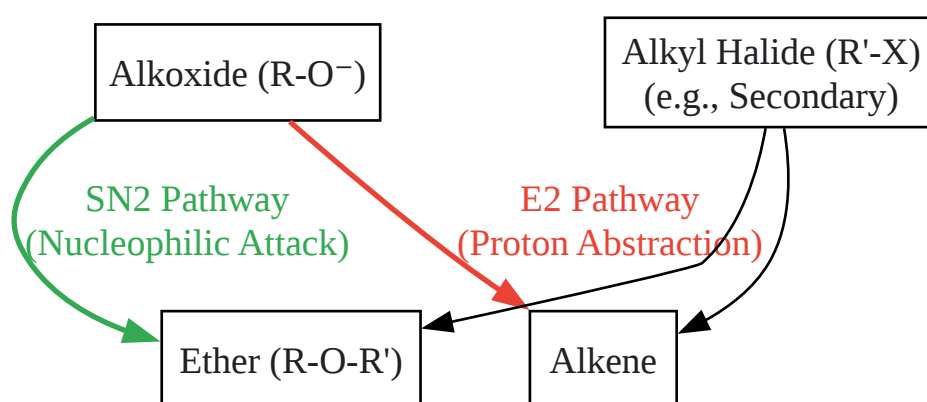 Alkoxide (R-O⁻)
Alkyl Halide (R'-X)
(e.g., Secondary)
SN2 Pathway
(Nucleophilic Attack)
E2 Pathway
(Proton Abstraction)
Ether (R-O-R')
Alkene